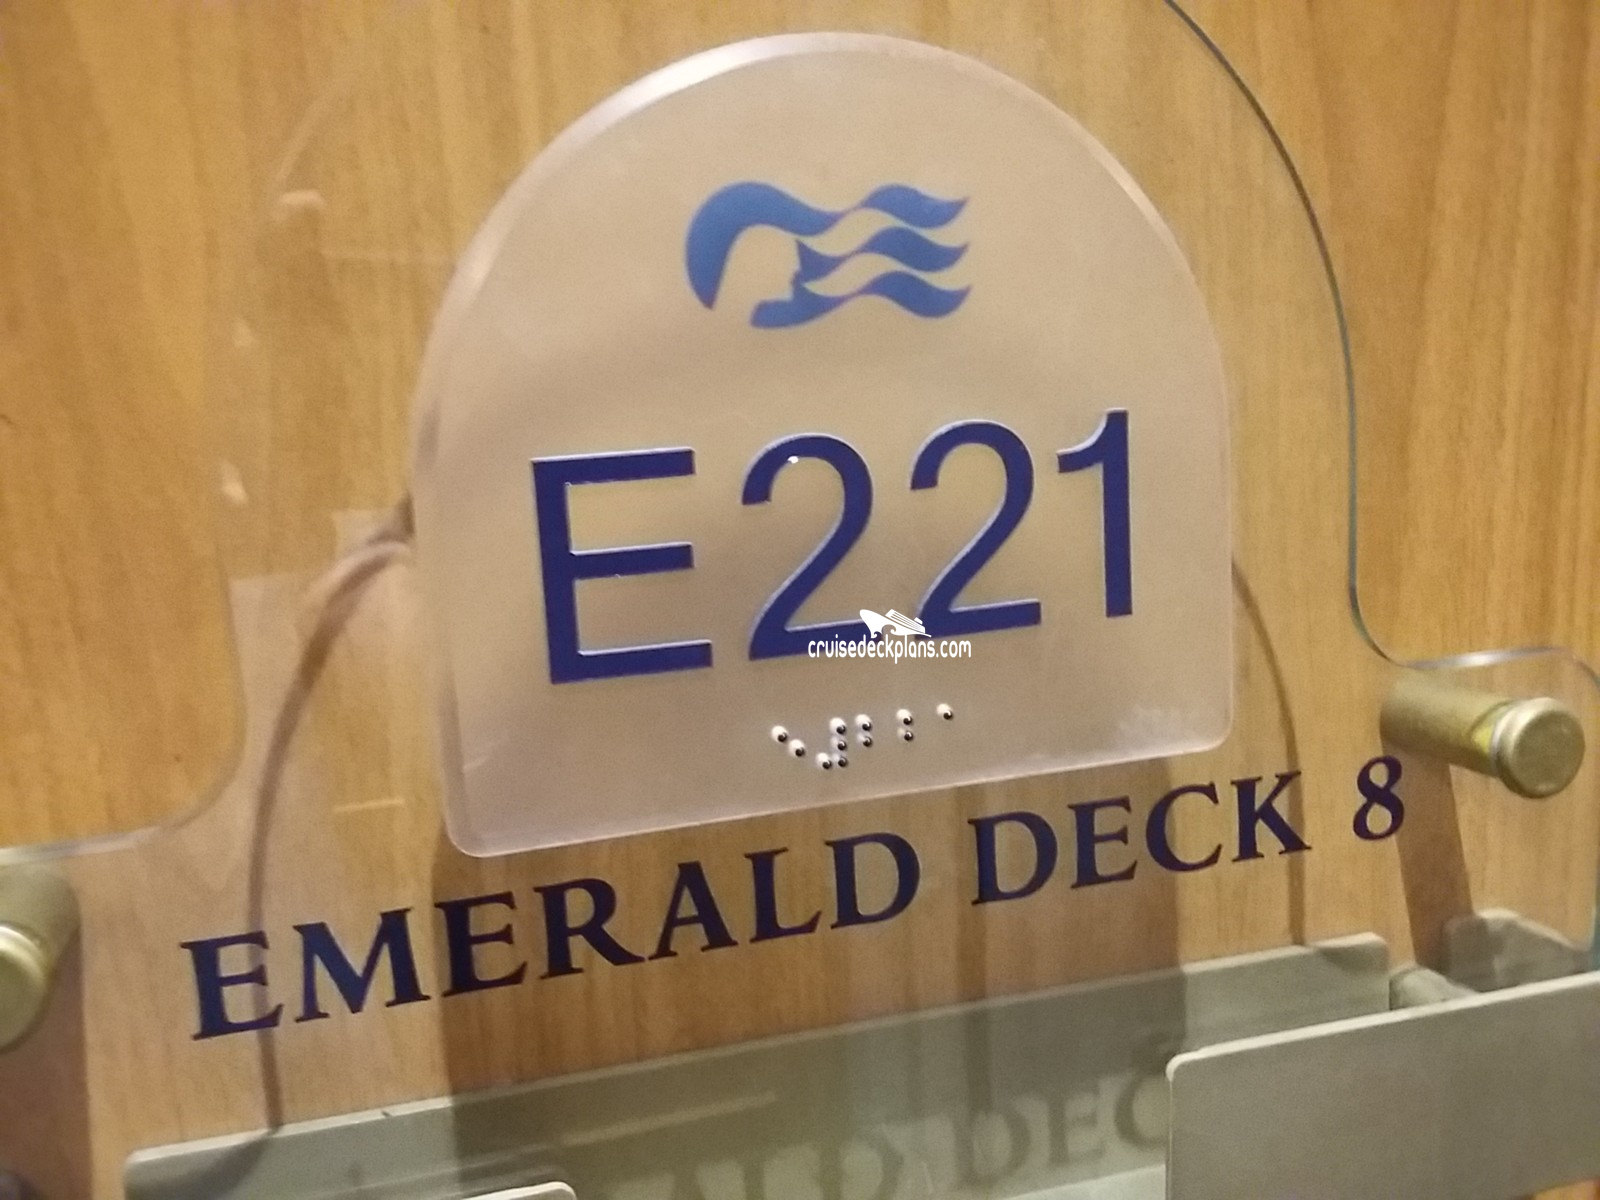 E221
cruisedeckplans.com
⠑⠼⠃⠃⠁
EMERALD DECK 8